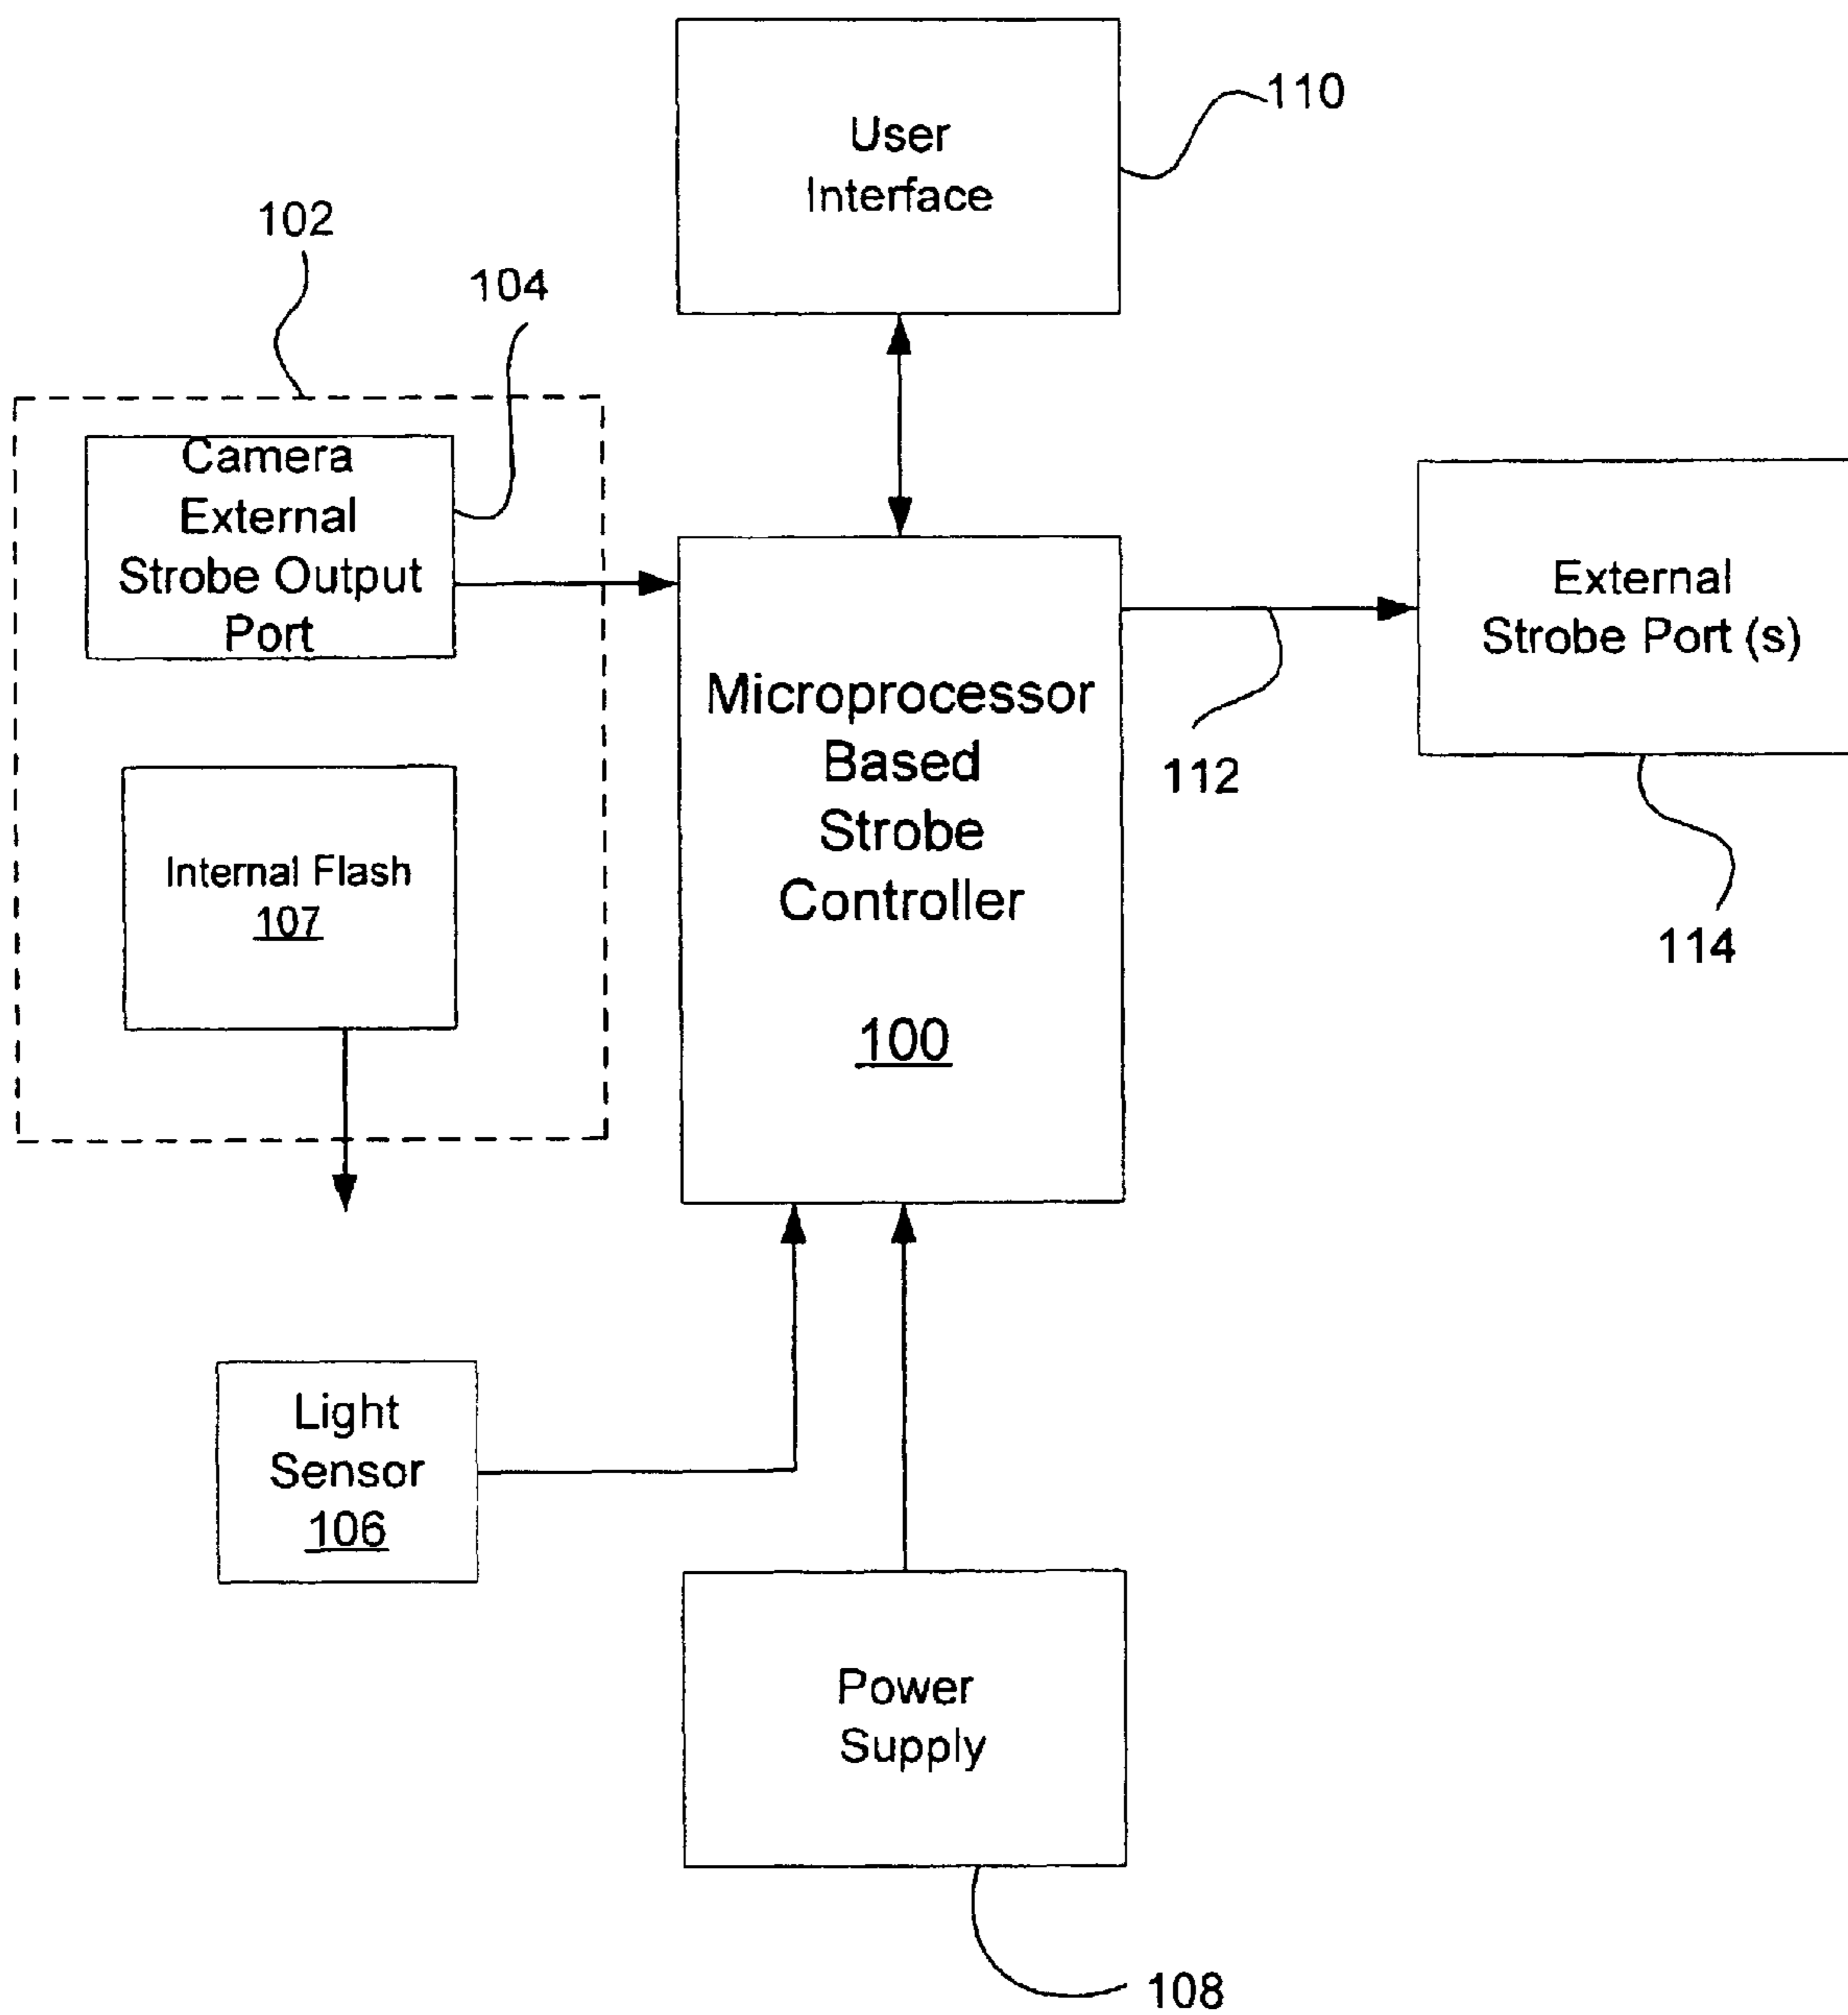 User
Interface
110
102
104
Camera
External
Strobe Output
Port
External
Strobe Port (s)
Microprocessor
Based
Strobe
Controller
100
112
114
Internal Flash
107
Light
Sensor
106
Power
Supply
108